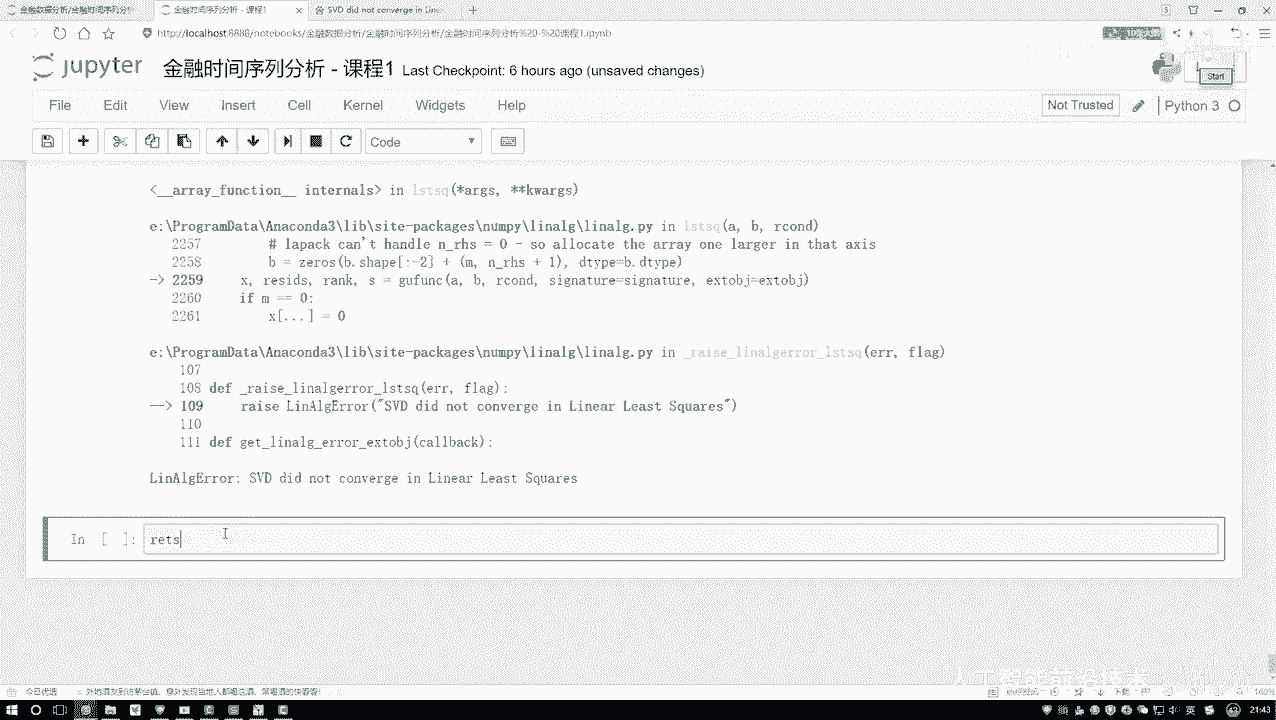 金融数据分析/金融时间序列分析
金融时间序列分析 - 课程1
SVD did not converge in Linea
http://localhost:8888/notebooks/金融数据分析/金融时间序列分析/金融时间序列分析%20-%20课程1.ipynb
jupyter 金融时间序列分析 - 课程1 Last Checkpoint: 6 hours ago (unsaved changes)
Start
File Edit View Insert Cell Kernel Widgets Help
Not Trusted Python 3
Code
<__array_function__ internals> in lstsq(*args, **kwargs)
e:\ProgramData\Anaconda3\lib\site-packages\numpy\linalg\linalg.py in lstsq(a, b, rcond)
2257 # lapack can't handle n_rhs = 0 - so allocate the array one larger in that axis
2258 b = zeros(b.shape[:-2] + (m, n_rhs + 1), dtype=b.dtype)
-> 2259 x, resids, rank, s = gufunc(a, b, rcond, signature=signature, extobj=extobj)
2260 if m == 0:
2261 x[...] = 0
e:\ProgramData\Anaconda3\lib\site-packages\numpy\linalg\linalg.py in _raise_linalgerror_lstsq(err, flag)
107
108 def _raise_linalgerror_lstsq(err, flag):
--> 109 raise LinAlgError("SVD did not converge in Linear Least Squares")
110
111 def get_linalg_error_extobj(callback):
LinAlgError: SVD did not converge in Linear Least Squares
In [ ]: rets
今日优选
160%
21:43